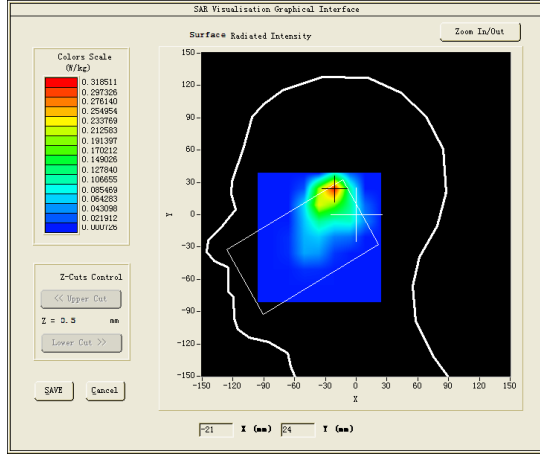 SAR Visualisation Graphical Interface
Surface Radiated Intensity
Zoom In/Out
Colors Scale
(W/kg)
0.318511
0.297326
0.276140
0.254954
0.233769
0.212583
0.191397
0.170212
0.149026
0.127840
0.106655
0.085469
0.064283
0.043098
0.021912
0.000726
150
120
90
60
30
0
-30
-60
-90
-120
-150
Y
-150 -120 -90 -60 -30 0 30 60 90 120 150
X
Z-Cuts Control
<< Upper Cut
Z = 0.5 mm
Lower Cut >>
SAVE
Cancel
-21 X (mm) 24 Y (mm)